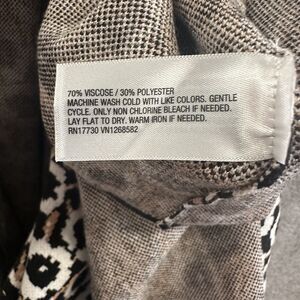 70% VISCOSE / 30% POLYESTER
MACHINE WASH COLD WITH LIKE COLORS. GENTLE
CYCLE. ONLY NON CHLORINE BLEACH IF NEEDED.
LAY FLAT TO DRY. WARM IRON IF NEEDED.
RN17730 VN1268582